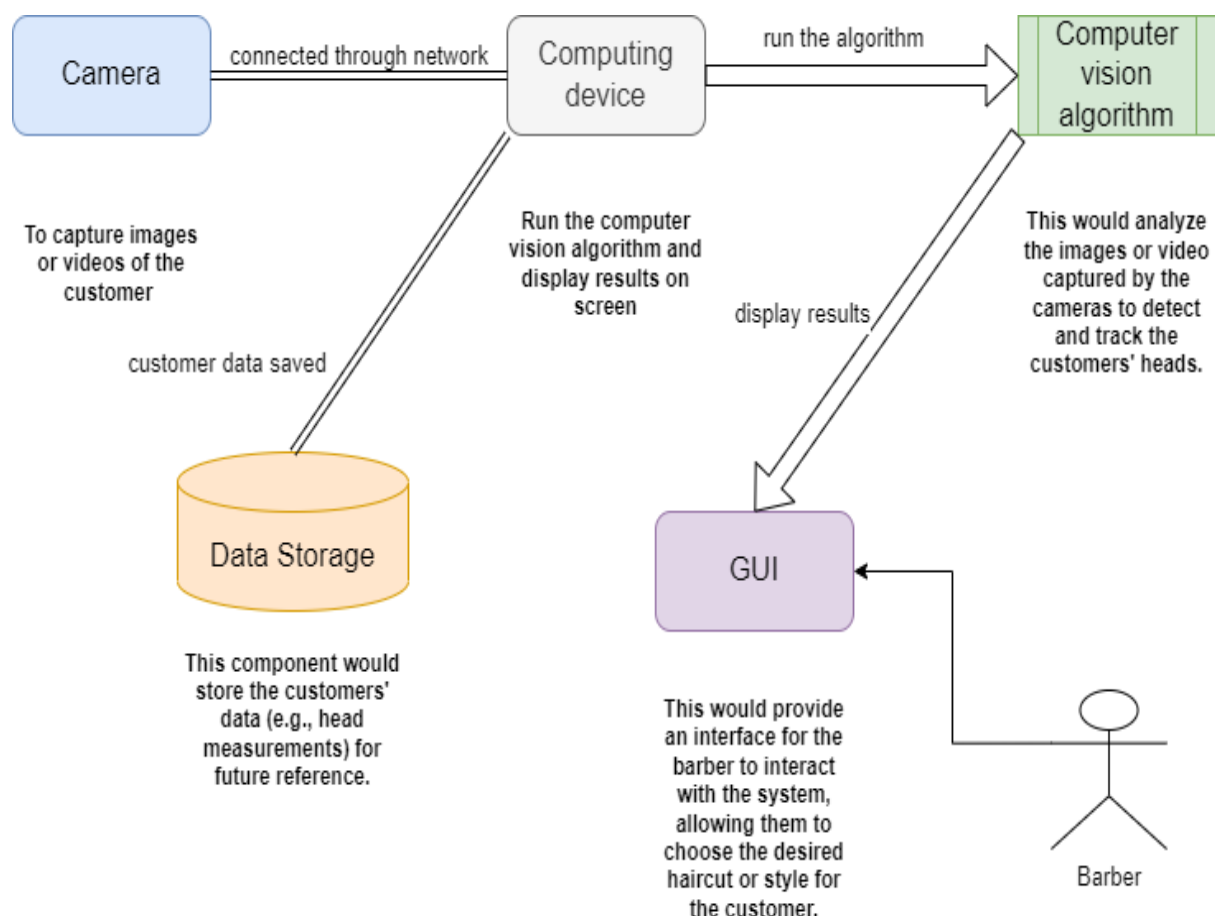 Camera
connected through network
Computing
device
run the algorithm
Computer
vision
algorithm
To capture images
or videos of the
customer
Run the computer
vision algorithm and
display results on
screen
This would analyze
the images or video
captured by the
cameras to detect
and track the
customers' heads.
display results
customer data saved
Data Storage
GUI
This component would
store the customers'
data (e.g., head
measurements) for
future reference.
This would provide
an interface for the
barber to interact
with the system,
allowing them to
choose the desired
haircut or style for
the customer.
Barber